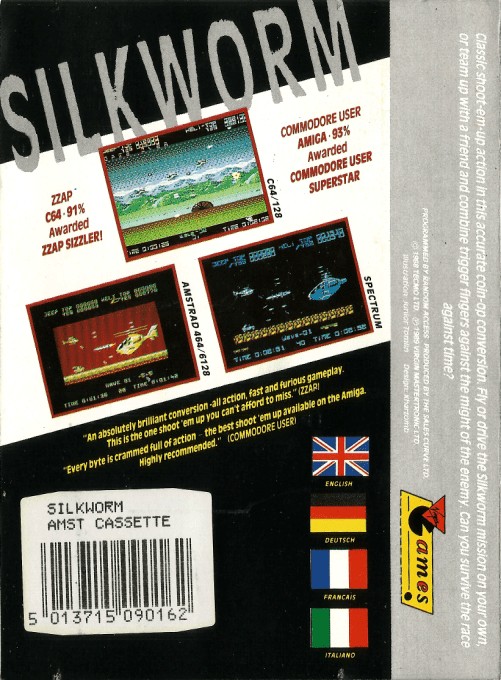 SILKWORM
ZZAP
C64 · 91%
Awarded
ZZAP SIZZLER!
COMMODORE USER
AMIGA · 93%
Awarded
COMMODORE USER
SUPERSTAR
C64/128
AMSTRAD 464/6128
SPECTRUM
"An absolutely brilliant conversion - all action, fast and furious gameplay.
This is the one shoot 'em up you can't afford to miss." (ZZAP!)
"Every byte is crammed full of action - the best shoot 'em up available on the Amiga.
Highly recommended." (COMMODORE USER)
SILKWORM
AMST CASSETTE
5 013715 090162
ENGLISH
DEUTSCH
FRANCAIS
ITALIANO
Classic shoot-em-up action in this accurate coin-op conversion. Fly or drive the Silkworm mission on your own,
or team up with a friend and combine trigger fingers against the might of the enemy. Can you survive the race
against time?
PROGRAMMED BY RANDOM ACCESS PRODUCED BY THE SALES CURVE LTD.
© 1988 TECMO LTD. © 1989 VIRGIN MASTERTRONIC LTD.
Design: Khartoumb
Virgin
Games